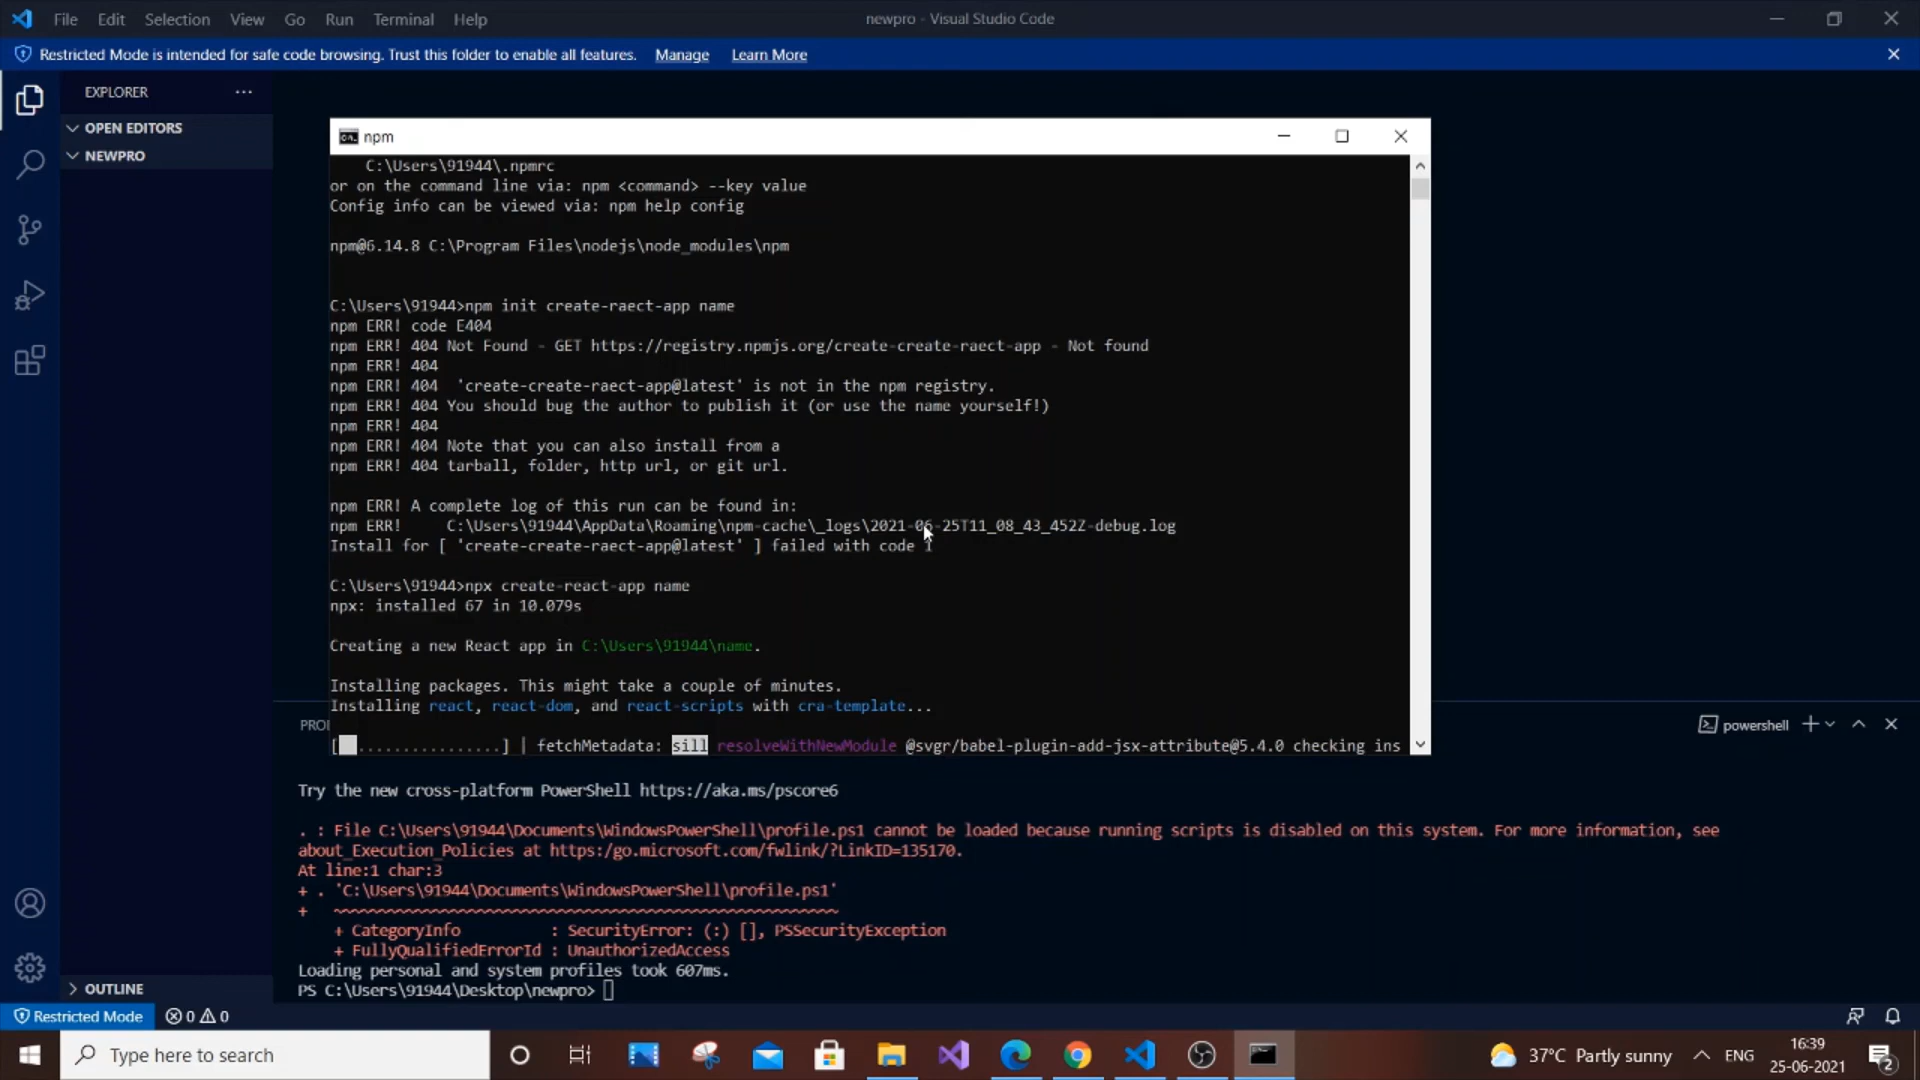 File Edit Selection View Go Run Terminal Help
newpro - Visual Studio Code
Restricted Mode is intended for safe code browsing. Trust this folder to enable all features. Manage Learn More
EXPLORER
OPEN EDITORS
NEWPRO
npm
C:\Users\91944\.npmrc
or on the command line via: npm <command> --key value
Config info can be viewed via: npm help config
npm@6.14.8 C:\Program Files\nodejs\node_modules\npm
C:\Users\91944>npm init create-raect-app name
npm ERR! code E404
npm ERR! 404 Not Found - GET https://registry.npmjs.org/create-create-raect-app - Not found
npm ERR! 404
npm ERR! 404  'create-create-raect-app@latest' is not in the npm registry.
npm ERR! 404 You should bug the author to publish it (or use the name yourself!)
npm ERR! 404
npm ERR! 404 Note that you can also install from a
npm ERR! 404 tarball, folder, http url, or git url.
npm ERR! A complete log of this run can be found in:
npm ERR!     C:\Users\91944\AppData\Roaming\npm-cache\_logs\2021-06-25T11_08_43_452Z-debug.log
Install for [ 'create-create-raect-app@latest' ] failed with code 1
C:\Users\91944>npx create-react-app name
npx: installed 67 in 10.079s
Creating a new React app in C:\Users\91944\name.
Installing packages. This might take a couple of minutes.
Installing react, react-dom, and react-scripts with cra-template...
[ ................] | fetchMetadata: sill resolveWithNewModule @svgr/babel-plugin-add-jsx-attribute@5.4.0 checking ins
PRO
powershell
Try the new cross-platform PowerShell https://aka.ms/pscore6
. : File C:\Users\91944\Documents\WindowsPowerShell\profile.ps1 cannot be loaded because running scripts is disabled on this system. For more information, see
about_Execution_Policies at https:/go.microsoft.com/fwlink/?LinkID=135170.
At line:1 char:3
+ . 'C:\Users\91944\Documents\WindowsPowerShell\profile.ps1'
+   ~~~~~~~~~~~~~~~~~~~~~~~~~~~~~~~~~~~~~~~~~~~~~~~~~~~~~~~~
+ CategoryInfo          : SecurityError: (:) [], PSSecurityException
+ FullyQualifiedErrorId : UnauthorizedAccess
Loading personal and system profiles took 607ms.
PS C:\Users\91944\Desktop\newpro>
OUTLINE
Restricted Mode 0 0
Type here to search
37°C Partly sunny ENG
16:39
25-06-2021
2